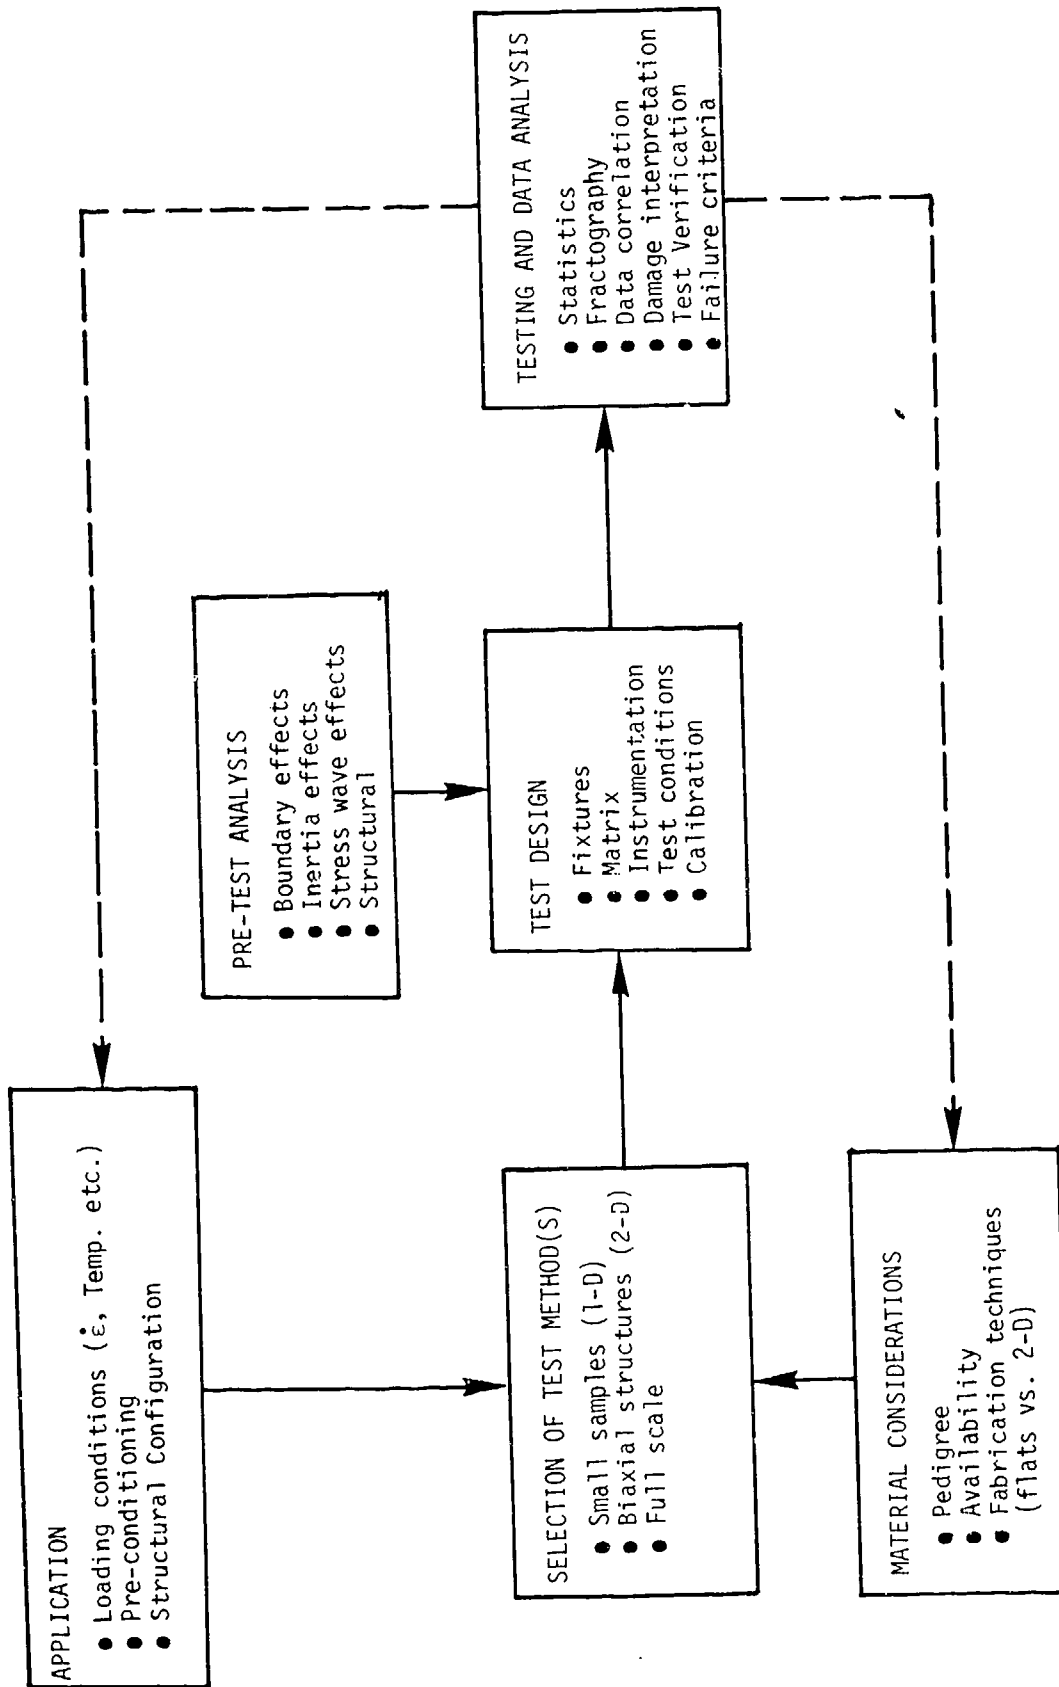 APPLICATION
● Loading conditions (ε̇, Temp. etc.)
● Pre-conditioning
● Structural Configuration
SELECTION OF TEST METHOD(S)
● Small samples (1-D)
● Biaxial structures (2-D)
● Full scale
MATERIAL CONSIDERATIONS
● Pedigree
● Availability
● Fabrication techniques
(flats vs. 2-D)
PRE-TEST ANALYSIS
● Boundary effects
● Inertia effects
● Stress wave effects
● Structural
TEST DESIGN
● Fixtures
● Matrix
● Instrumentation
● Test conditions
● Calibration
TESTING AND DATA ANALYSIS
● Statistics
● Fractography
● Data correlation
● Damage interpretation
● Test Verification
● Failure criteria